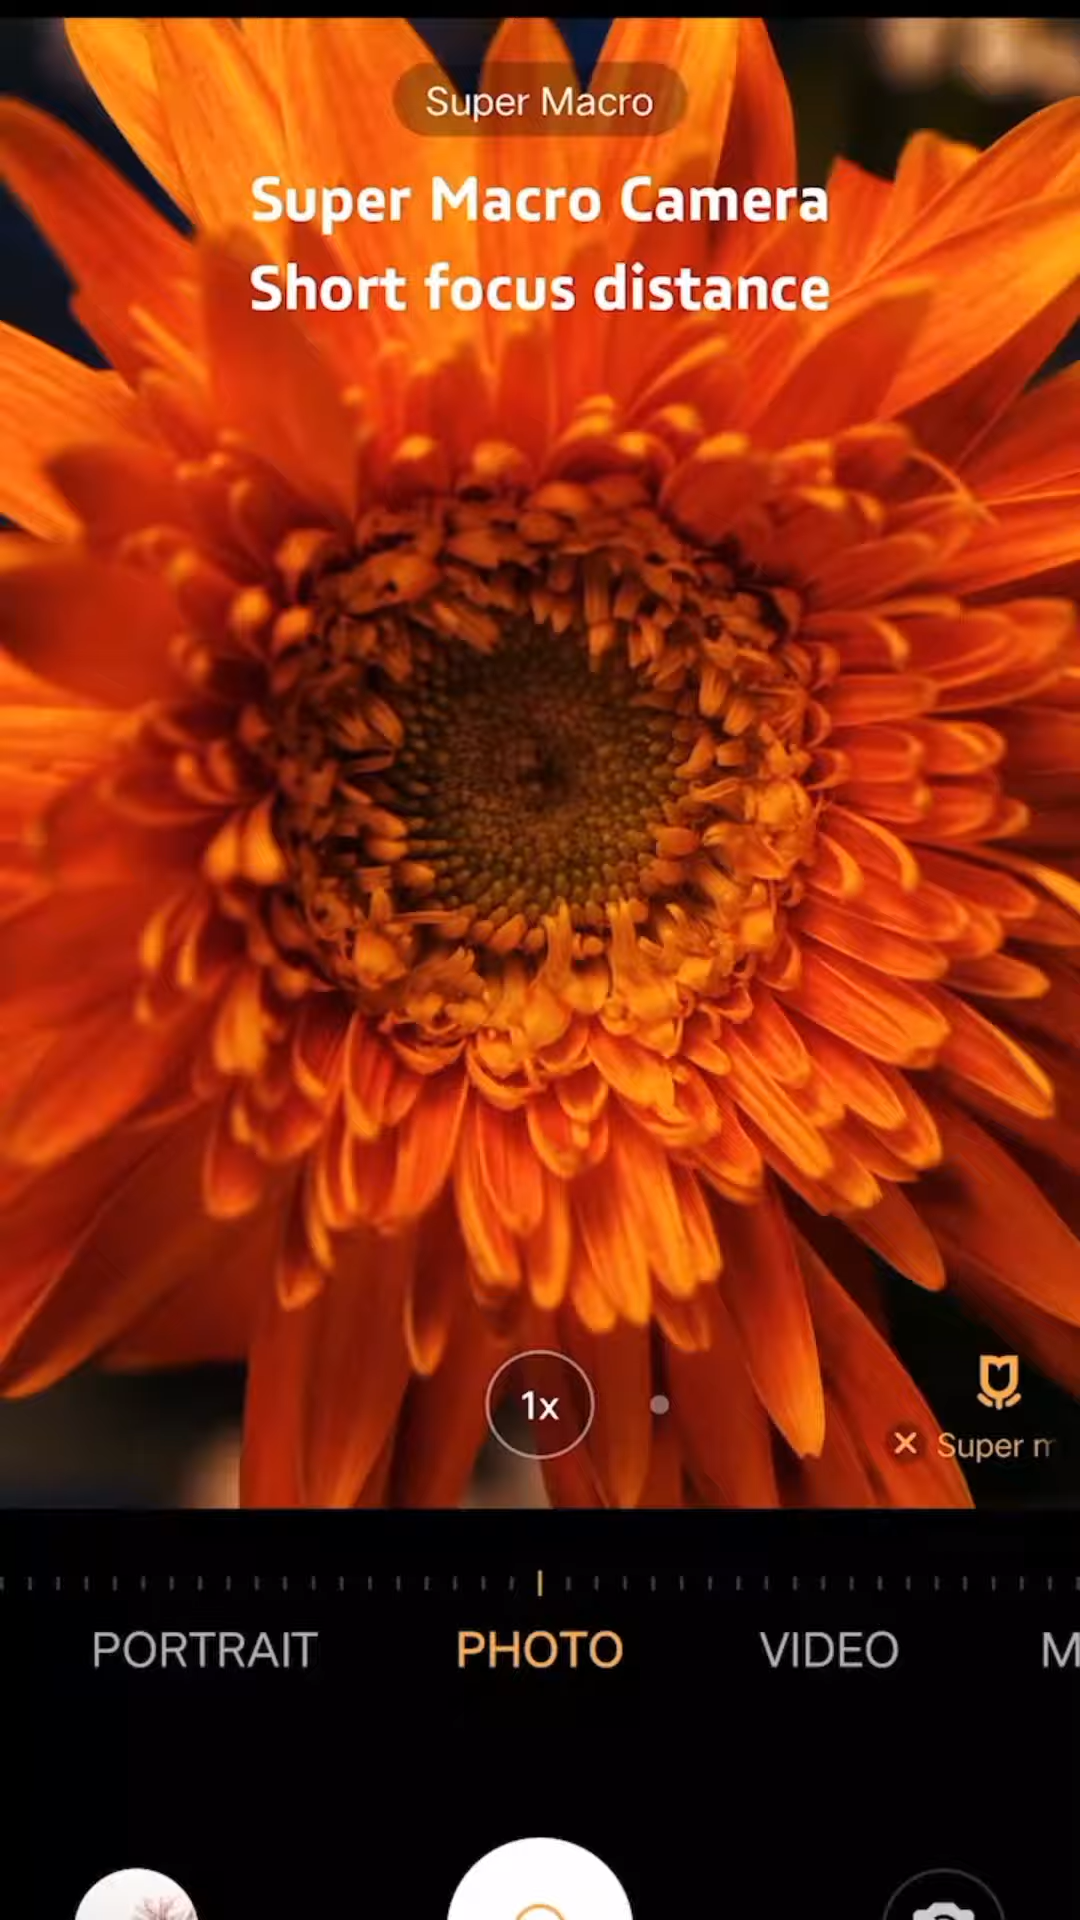 Super Macro
Super Macro Camera
Short focus distance
1x
Super m
PORTRAIT
PHOTO
VIDEO
M